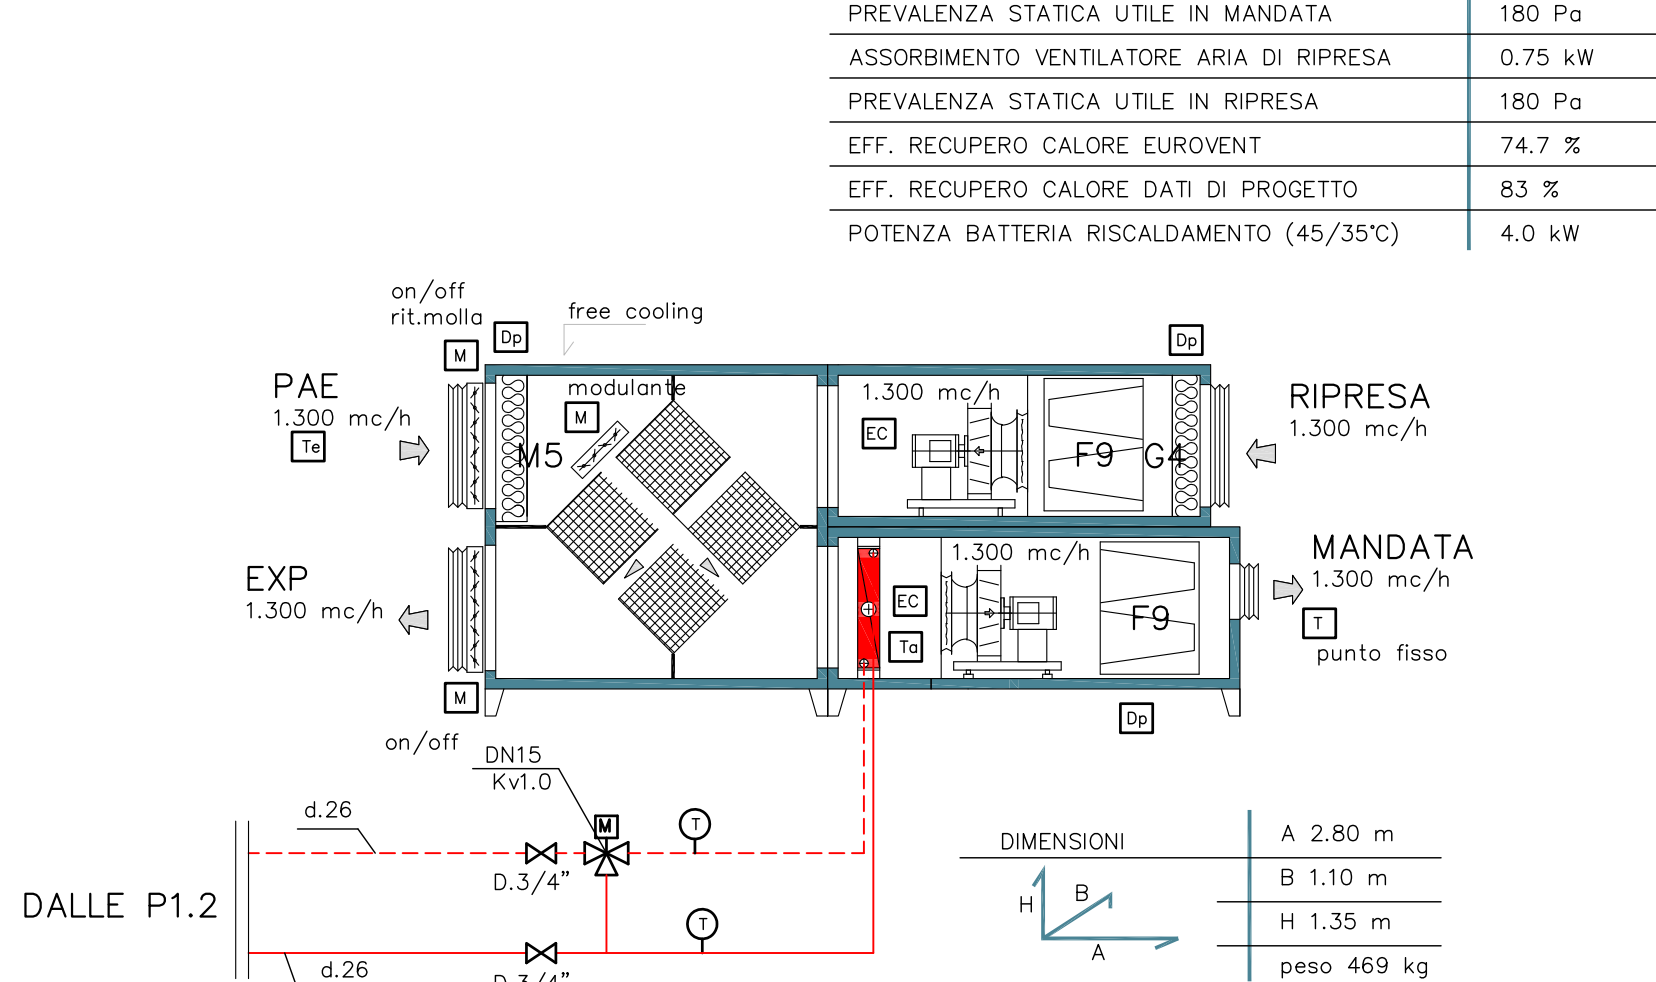 PREVALENZA STATICA UTILE IN MANDATA 180 Pa
ASSORBIMENTO VENTILATORE ARIA DI RIPRESA 0.75 kW
PREVALENZA STATICA UTILE IN RIPRESA 180 Pa
EFF. RECUPERO CALORE EUROVENT 74.7 %
EFF. RECUPERO CALORE DATI DI PROGETTO 83 %
POTENZA BATTERIA RISCALDAMENTO (45/35°C) 4.0 kW
on/off
rit.molla
free cooling
Dp
Dp
M
PAE
1.300 mc/h
Te
modulante
M
M5
1.300 mc/h
EC
F9
G4
RIPRESA
1.300 mc/h
EXP
1.300 mc/h
1.300 mc/h
EC
Ta
F9
MANDATA
1.300 mc/h
T
punto fisso
M
Dp
on/off
DN15
Kv1.0
d.26
M
T
D.3/4"
DALLE P1.2
T
d.26
D.3/4"
DIMENSIONI
H
B
A
A 2.80 m
B 1.10 m
H 1.35 m
peso 469 kg